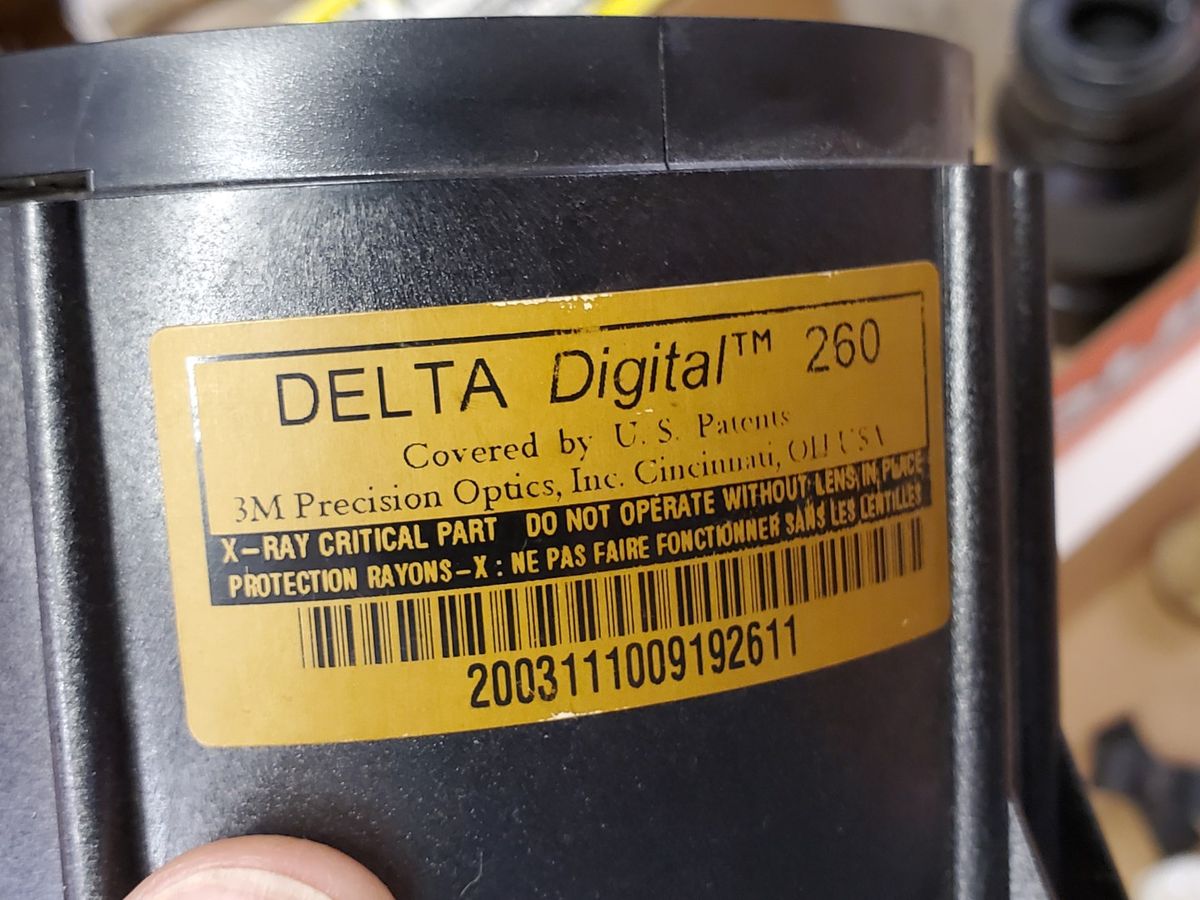 DELTA Digital™ 260
Covered by U. S. Patents
3M Precision Optics, Inc. Cincinnati, OH USA
X-RAY CRITICAL PART DO NOT OPERATE WITHOUT LENS IN PLACE
PROTECTION RAYONS-X : NE PAS FAIRE FONCTIONNER SANS LES LENTILLES
2003111009192611